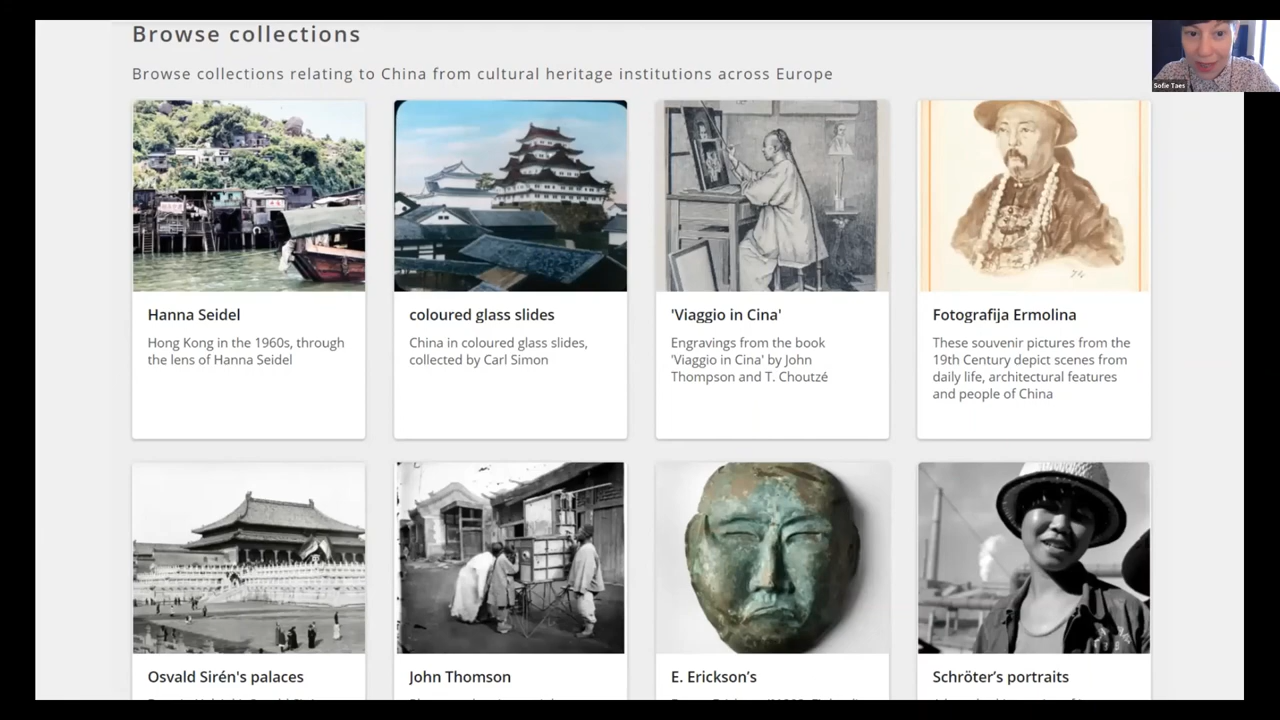 Browse collections
Browse collections relating to China from cultural heritage institutions across Europe
Sofie Taes
Hanna Seidel
Hong Kong in the 1960s, through
the lens of Hanna Seidel
coloured glass slides
China in coloured glass slides,
collected by Carl Simon
'Viaggio in Cina'
Engravings from the book
'Viaggio in Cina' by John
Thompson and T. Choutzé
Fotografija Ermolina
These souvenir pictures from the
19th Century depict scenes from
daily life, architectural features
and people of China
Osvald Sirén's palaces
John Thomson
E. Erickson’s
Schröter’s portraits